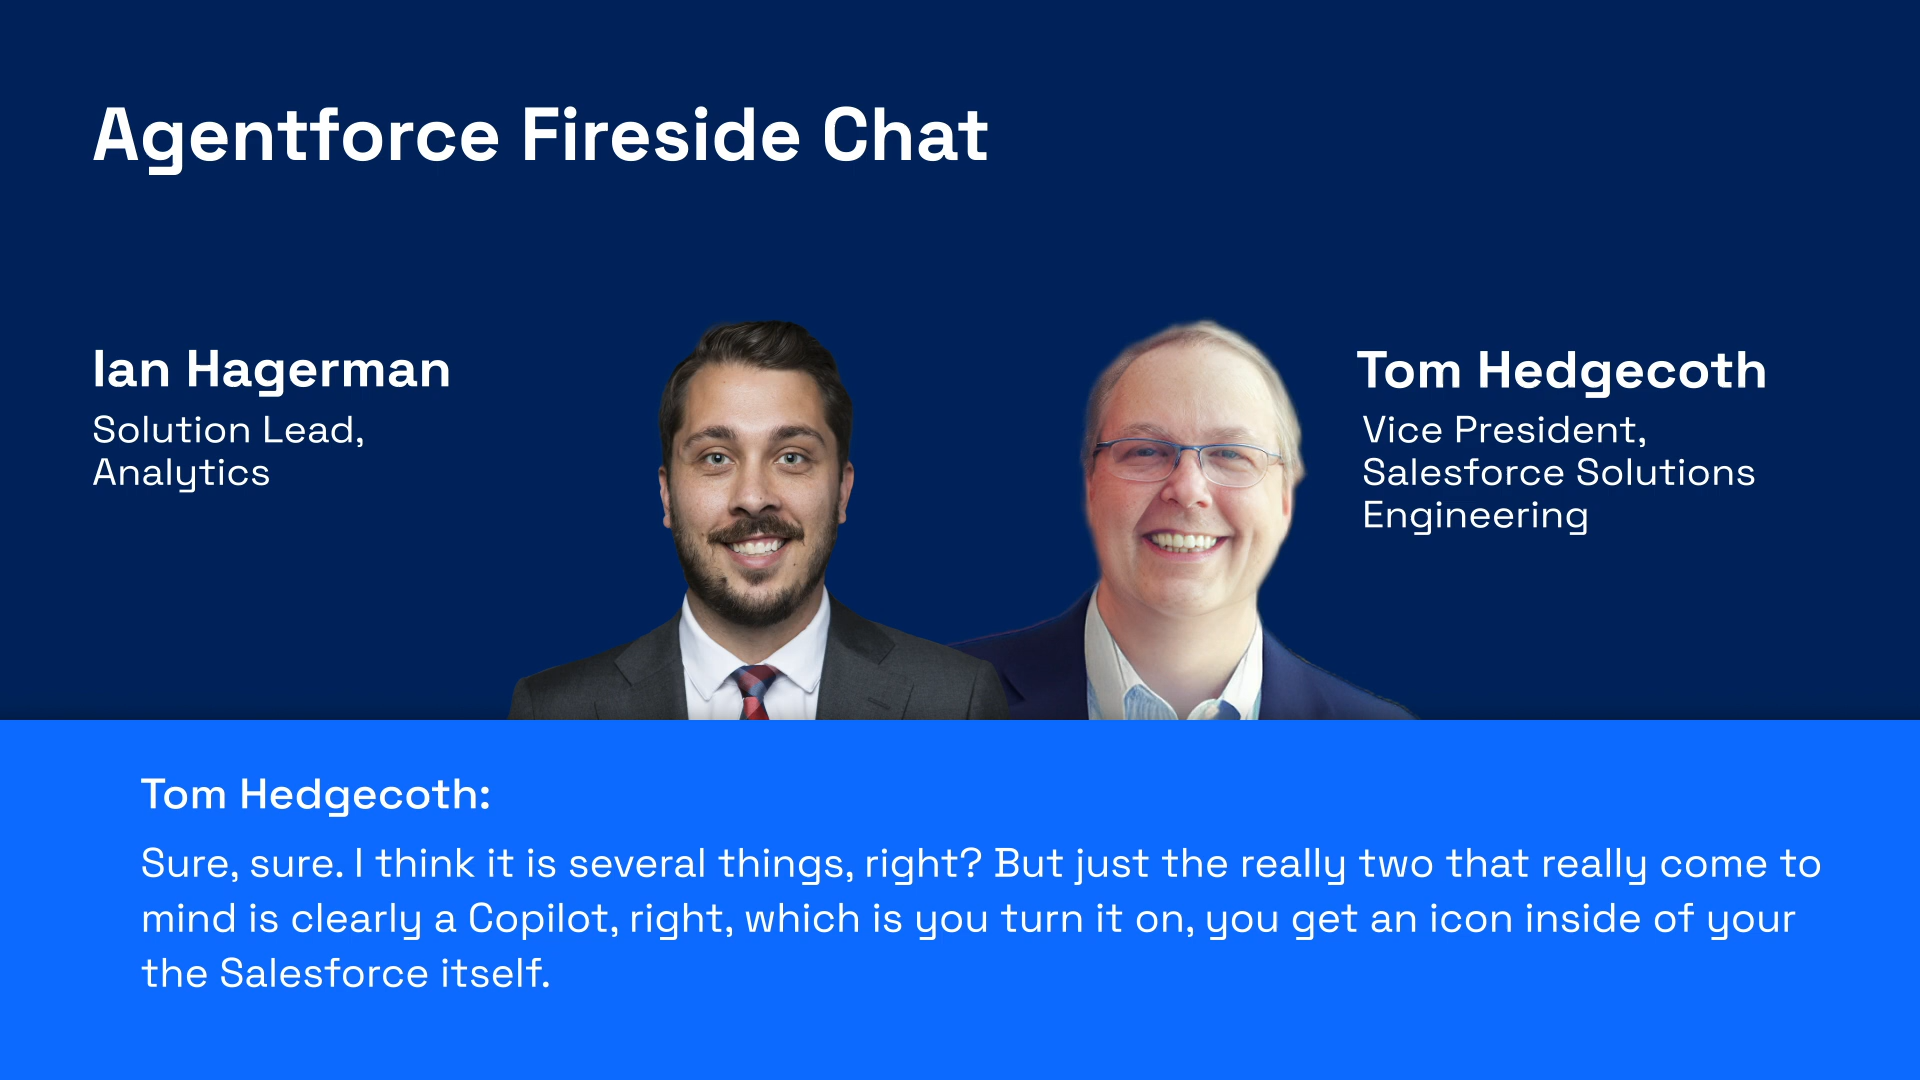 Agentforce Fireside Chat
Ian Hagerman
Solution Lead,
Analytics
Tom Hedgecoth
Vice President,
Salesforce Solutions
Engineering
Tom Hedgecoth:
Sure, sure. I think it is several things, right? But just the really two that really come to
mind is clearly a Copilot, right, which is you turn it on, you get an icon inside of your
the Salesforce itself.